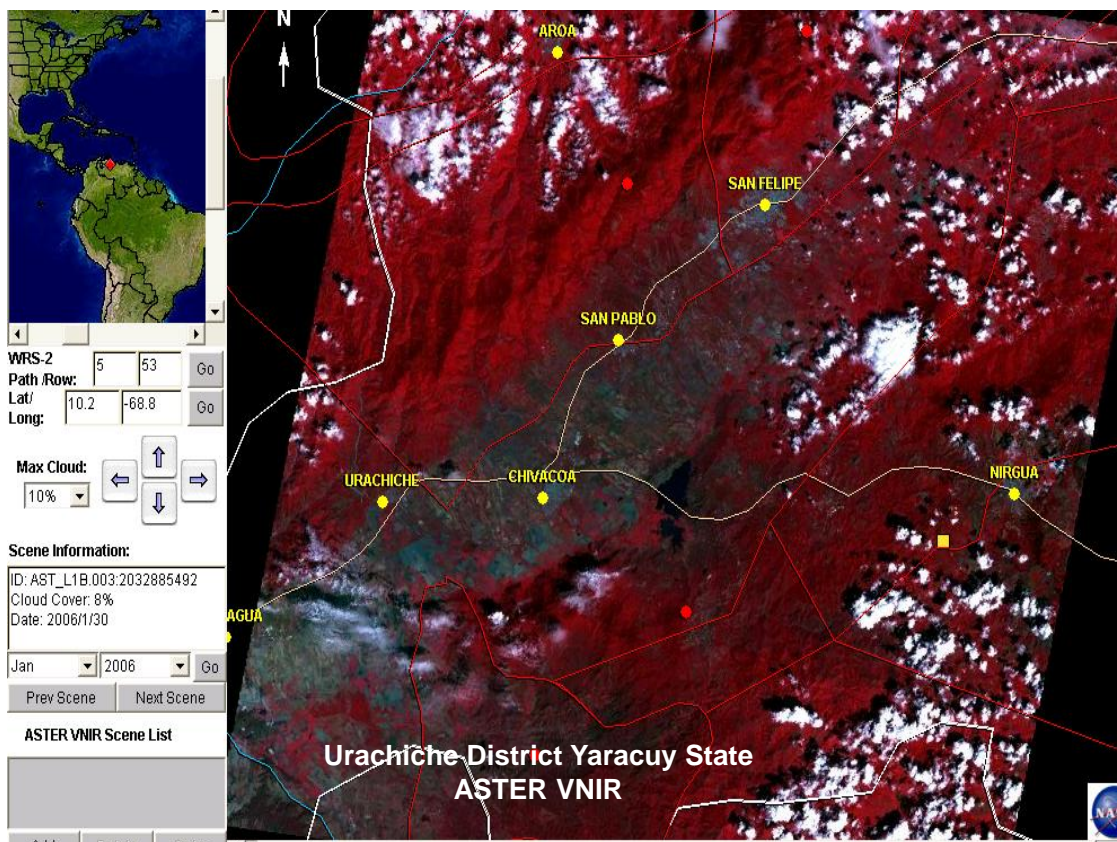 WRS-2
Path /Row: 5 53 Go
Lat/
Long: 10.2 -68.8 Go
Max Cloud:
10%
Scene Information:
ID: AST_L1B.003:2032885492
Cloud Cover: 8%
Date: 2006/1/30
Jan 2006 Go
Prev Scene Next Scene
ASTER VNIR Scene List
N
AROA
SAN FELIPE
SAN PABLO
URACHICHE
CHIVACOA
NIRGUA
AGUA
Urachiche District Yaracuy State
ASTER VNIR